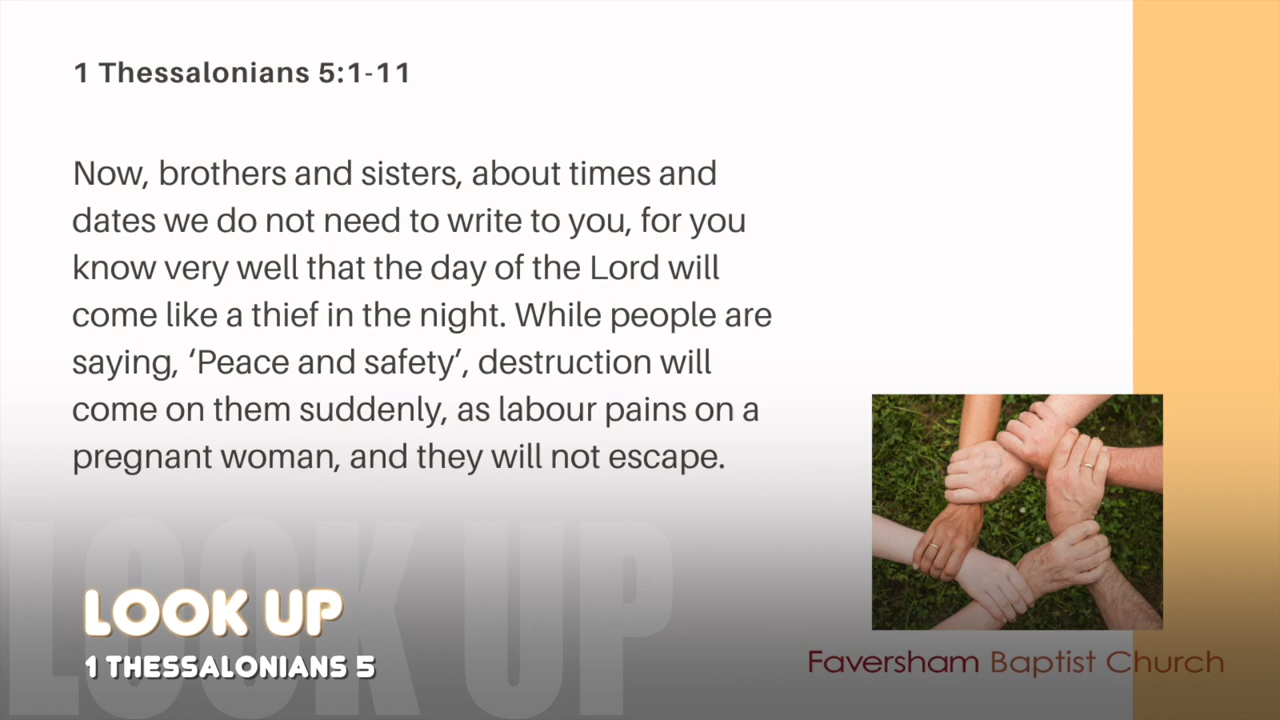 1 Thessalonians 5:1-11
Now, brothers and sisters, about times and
dates we do not need to write to you, for you
know very well that the day of the Lord will
come like a thief in the night. While people are
saying, ‘Peace and safety’, destruction will
come on them suddenly, as labour pains on a
pregnant woman, and they will not escape.
LOOK UP
LOOK UP
1 THESSALONIANS 5
Faversham Baptist Church